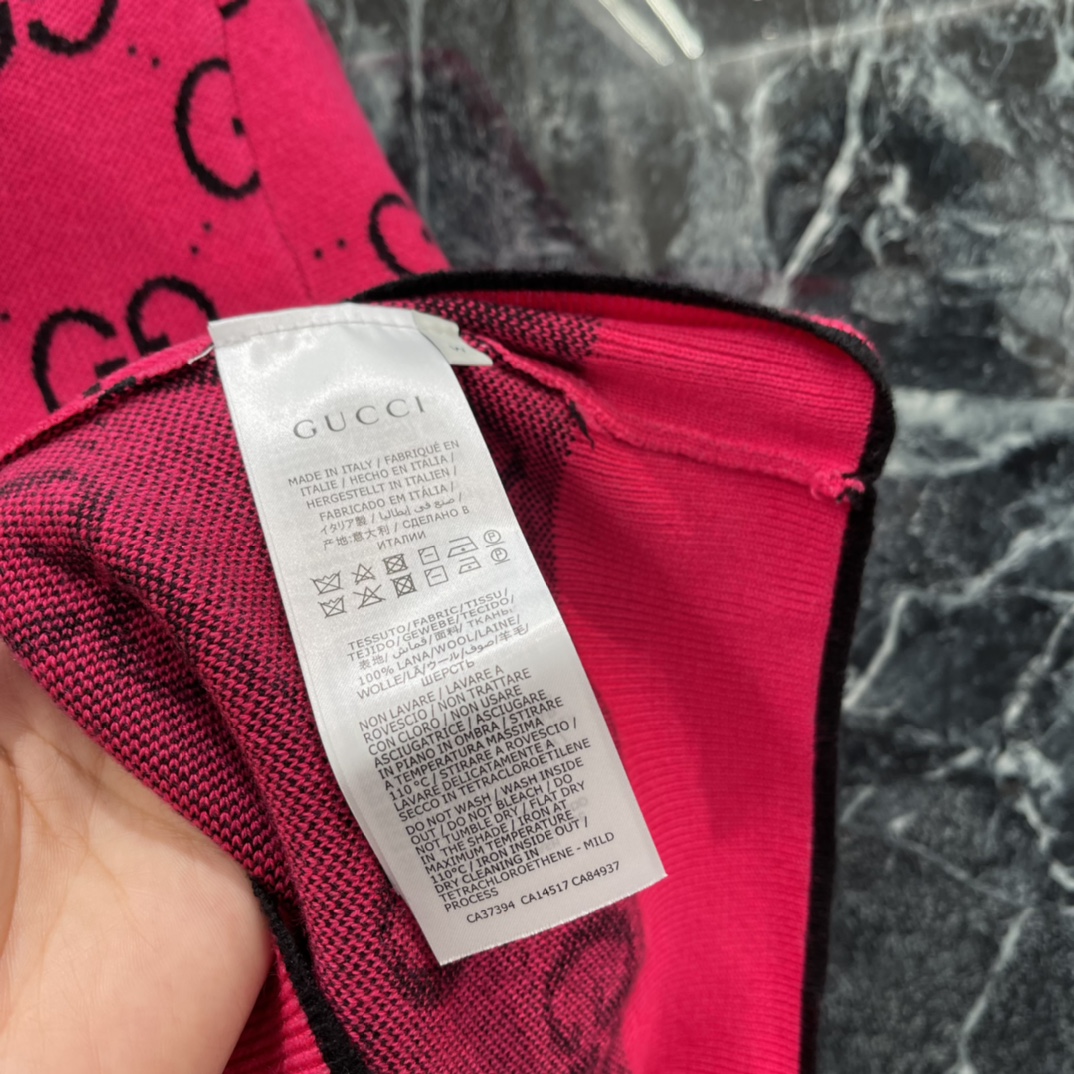 GG
G
G
GG
S
GUCCI
MADE IN ITALY / FABRIQUÉ EN
ITALIE / HECHO EN ITALIA /
HERGESTELLT IN ITALIEN /
FABRICADO EM ITÁLIA /
イタリア製 / صنع في إيطاليا /
产地:意大利 / СДЕЛАНО В
ИТАЛИИ
TESSUTO/FABRIC/TISSU/
TEJIDO/GEWEBE/TECIDO/
表地/ قماش/面料/ ТКАНЬ:
100% LANA/WOOL/LAINE/
WOLLE/LÃ/ウール/صوف/羊毛/
ШЕРСТЬ
NON LAVARE / LAVARE A
ROVESCIO / NON TRATTARE
CON CLORO / NON USARE
ASCIUGATRICE / ASCIUGARE
IN PIANO IN OMBRA / STIRARE
A TEMPERATURA MASSIMA
110°C / STIRARE A ROVESCIO /
LAVARE DELICATAMENTE A
SECCO IN TETRACLOROETILENE
DO NOT WASH / WASH INSIDE
OUT / DO NOT BLEACH / DO
NOT TUMBLE DRY / FLAT DRY
IN THE SHADE / IRON AT
MAXIMUM TEMPERATURE
110°C / IRON INSIDE OUT /
DRY CLEANING IN
TETRACHLOROETHENE - MILD
PROCESS
CA37394 CA14517 CA84937